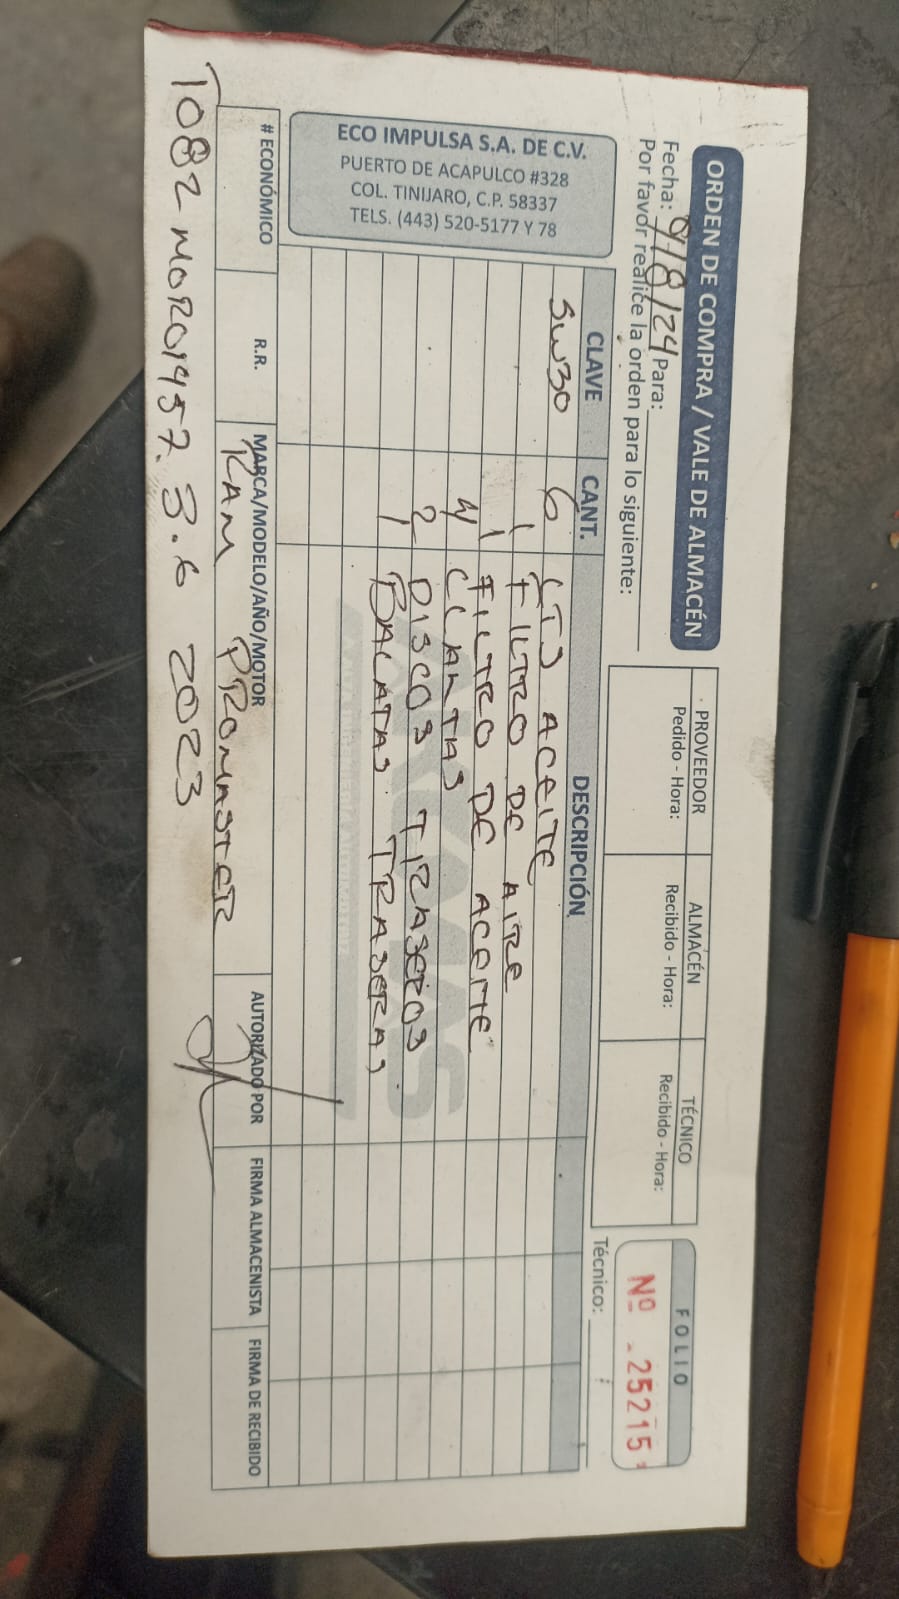 ORDEN DE COMPRA / VALE DE ALMACÉN
Fecha: 9/8/24 Para:
Por favor realice la orden para lo siguiente:
PROVEEDOR
Pedido - Hora:
ALMACÉN
Recibido - Hora:
TÉCNICO
Recibido - Hora:
FOLIO
Nº 25215
Técnico:
ECO IMPULSA S.A. DE C.V.
PUERTO DE ACAPULCO #328
COL. TINIJARO, C.P. 58337
TELS. (443) 520-5177 Y 78
CLAVE CANT. DESCRIPCIÓN
5W30 6 LTS ACEITE
1 FILTRO DE AIRE
1 FILTRO DE ACEITE
4 LLANTAS
2 DISCOS TRASEROS
1 BALATAS TRASERAS
# ECONÓMICO R.R. MARCA/MODELO/AÑO/MOTOR AUTORIZADO POR FIRMA ALMACENISTA FIRMA DE RECIBIDO
RAM PROMASTER
T082 3.6 2023